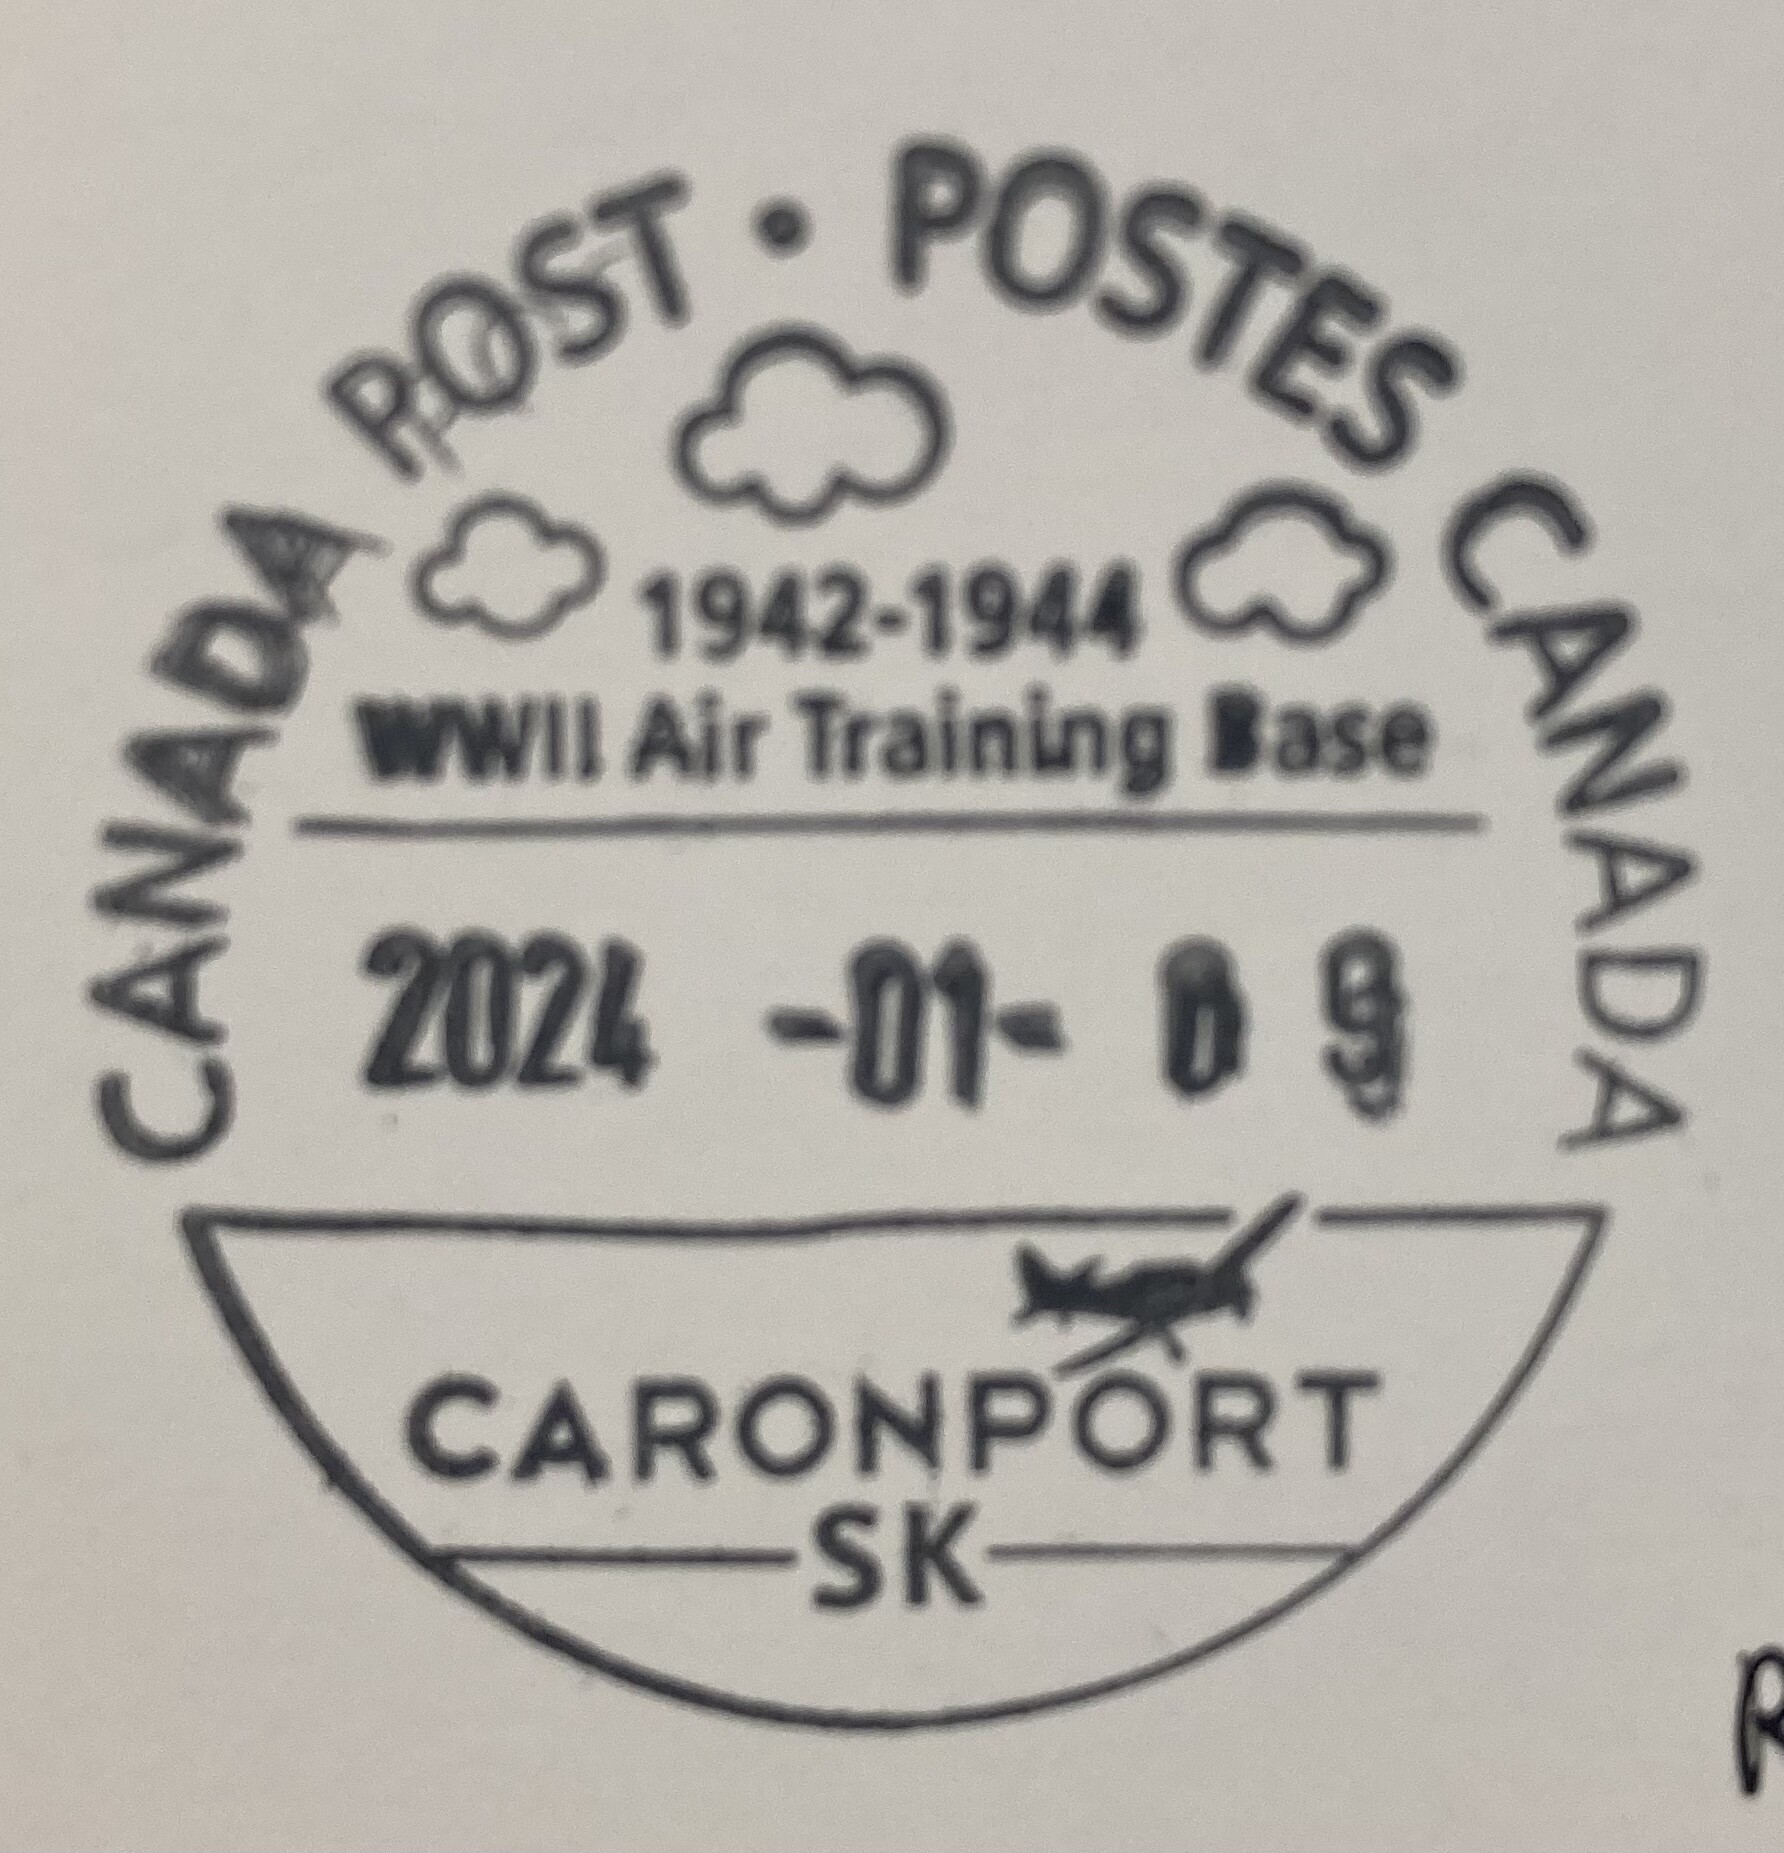 CANADA POST • POSTES CANADA
1942-1944
WWII Air Training Base
2024 -01- 09
CARONPORT
SK